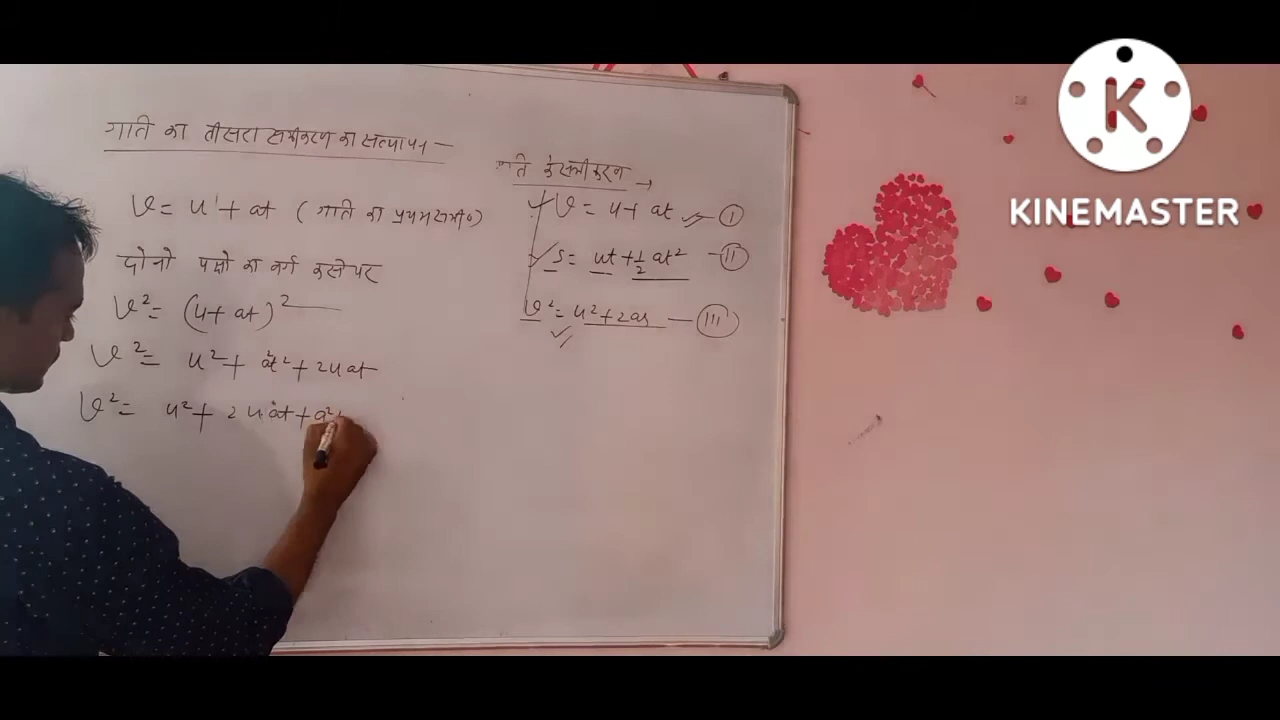 गति का तीसरा समीकरण का सत्यापन —
v = u + at ( गति का प्रथम समी० )
दोनो पक्षो का वर्ग करने पर
v² = (u + at)²
v² = u² + a²t² + 2uat
v² = u² + 2uat + a²t
गति के समीकरण →
v = u + at — I
s = ut + 1/2 at² — II
v² = u² + 2as — III
K
KINEMASTER